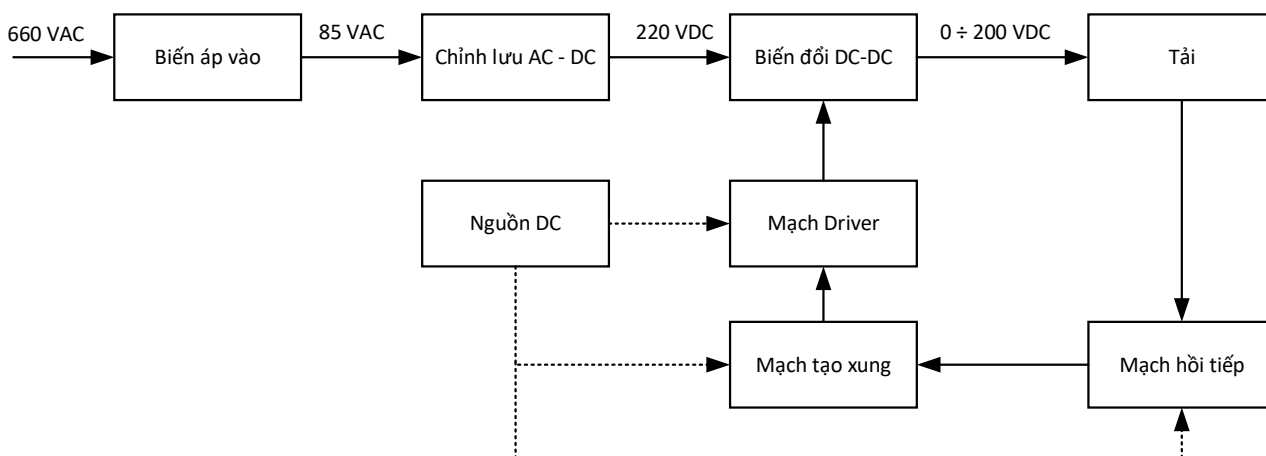 660 VAC
Biến áp vào
85 VAC
Chỉnh lưu AC - DC
220 VDC
Biến đổi DC-DC
0 ÷ 200 VDC
Tải
Nguồn DC
Mạch Driver
Mạch tạo xung
Mạch hồi tiếp